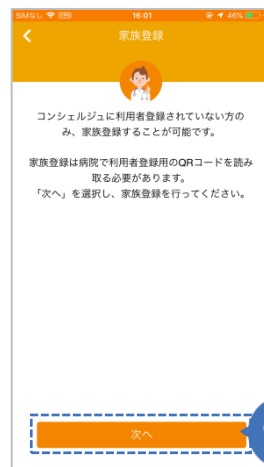 SIMなし VPN 16:01 46%
家族登録
コンシェルジュに利用者登録されていない方の
み、家族登録することが可能です。
家族登録は病院で利用者登録用のQRコードを読み
取る必要があります。
「次へ」を選択し、家族登録を行ってください。
次へ